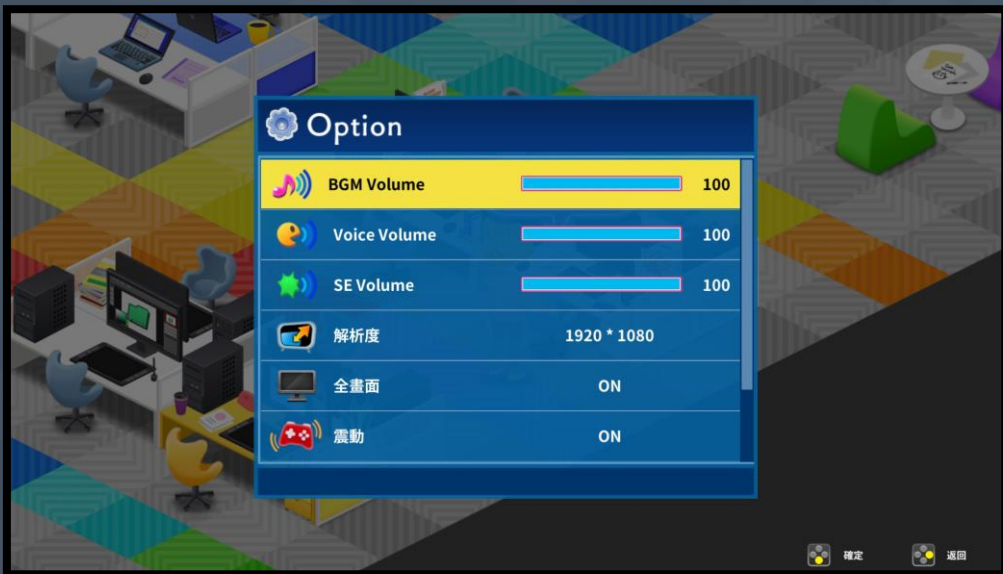 Option
BGM Volume 100
Voice Volume 100
SE Volume 100
解析度 1920 * 1080
全畫面 ON
震動 ON
確定 返回